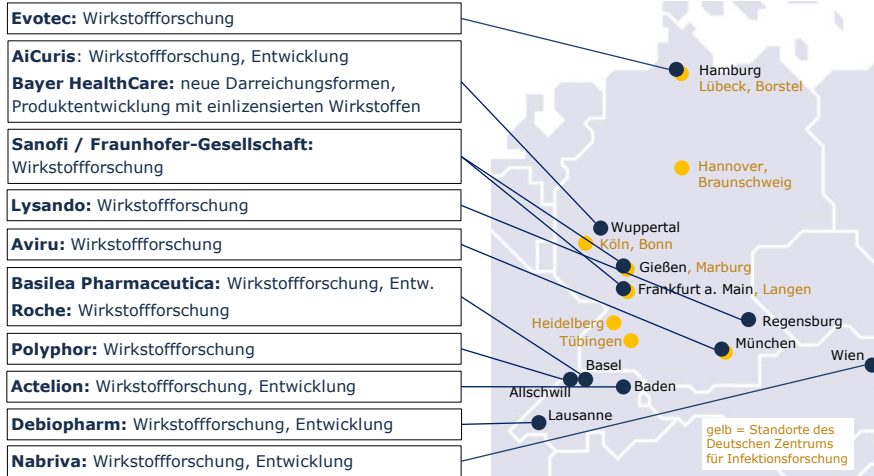 Evotec: Wirkstoffforschung
AiCuris: Wirkstoffforschung, Entwicklung
Bayer HealthCare: neue Darreichungsformen,
Produktentwicklung mit einlizensierten Wirkstoffen
Sanofi / Fraunhofer-Gesellschaft:
Wirkstoffforschung
Lysando: Wirkstoffforschung
Aviru: Wirkstoffforschung
Basilea Pharmaceutica: Wirkstoffforschung, Entw.
Roche: Wirkstoffforschung
Polyphor: Wirkstoffforschung
Actelion: Wirkstoffforschung, Entwicklung
Debiopharm: Wirkstoffforschung, Entwicklung
Nabriva: Wirkstoffforschung, Entwicklung
Hamburg
Lübeck, Borstel
Hannover,
Braunschweig
Wuppertal
Köln, Bonn
Gießen, Marburg
Frankfurt a. Main, Langen
Heidelberg
Tübingen
Regensburg
München
Wien
Basel
Allschwill
Baden
Lausanne
gelb = Standorte des
Deutschen Zentrums
für Infektionsforschung